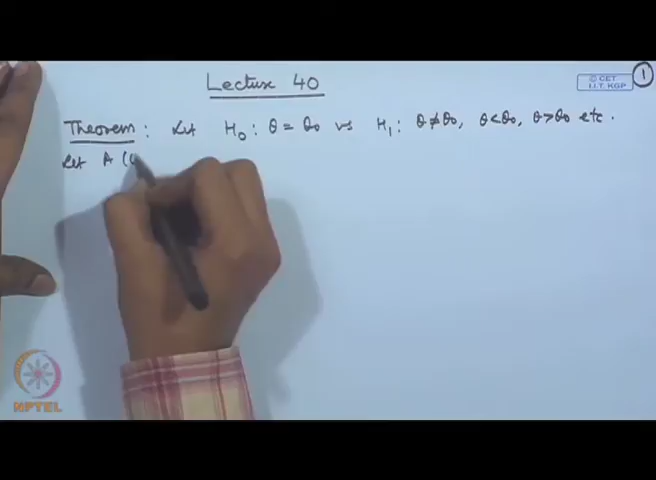 Lecture 40
© CET
I.I.T. KGP
1
Theorem : Let H₀ : θ = θ₀ vs H₁ : θ ≠ θ₀, θ < θ₀, θ > θ₀ etc.
Let A (
NPTEL